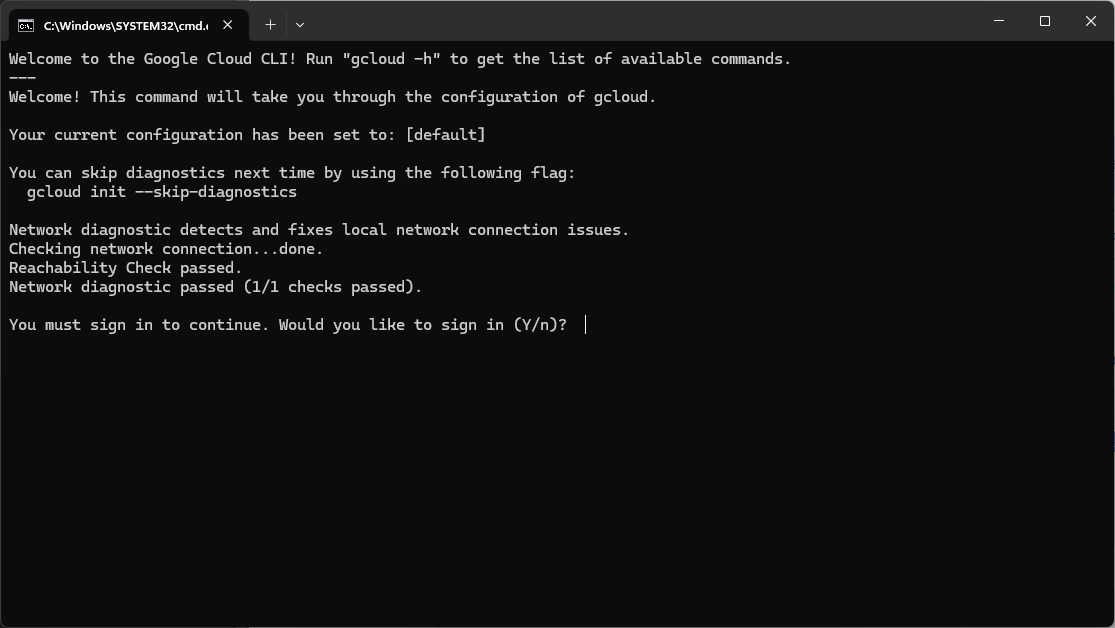 C:\Windows\SYSTEM32\cmd.e
Welcome to the Google Cloud CLI! Run "gcloud -h" to get the list of available commands.
---
Welcome! This command will take you through the configuration of gcloud.
Your current configuration has been set to: [default]
You can skip diagnostics next time by using the following flag:
gcloud init --skip-diagnostics
Network diagnostic detects and fixes local network connection issues.
Checking network connection...done.
Reachability Check passed.
Network diagnostic passed (1/1 checks passed).
You must sign in to continue. Would you like to sign in (Y/n)?